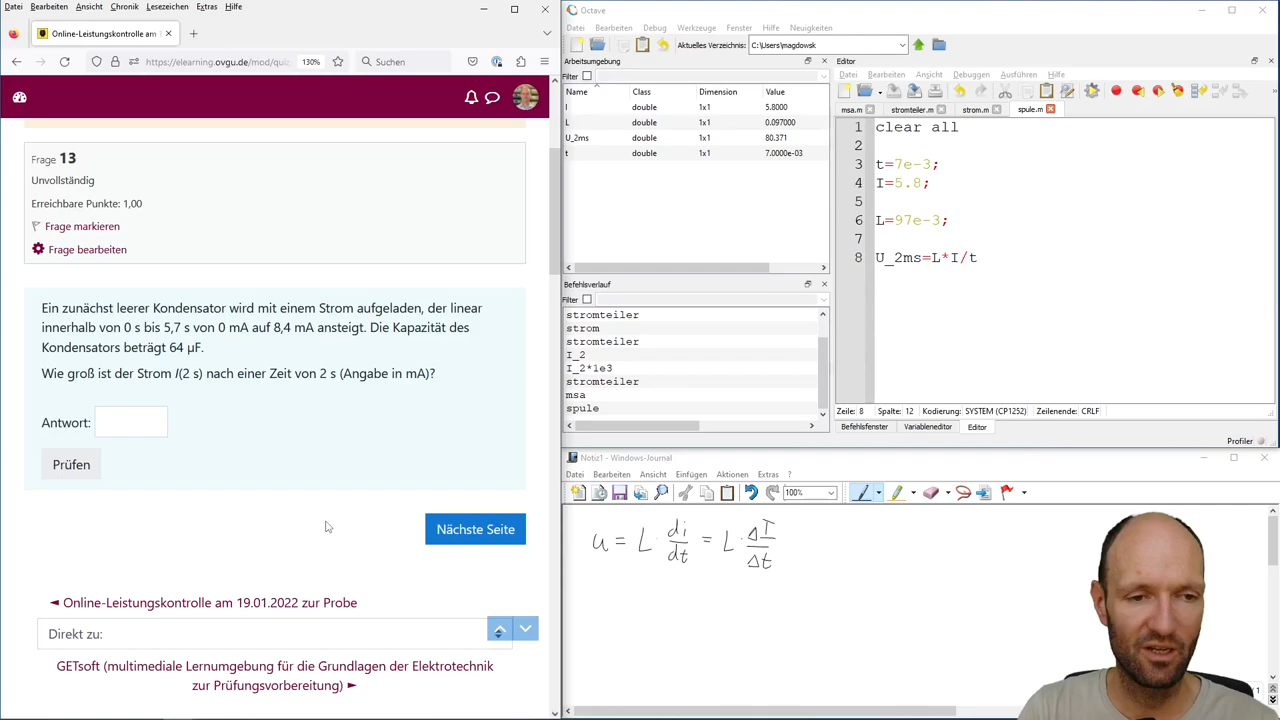 Datei Bearbeiten Ansicht Chronik Lesezeichen Extras Hilfe
Online-Leistungskontrolle am
https://elearning.ovgu.de/mod/quiz
130%
Suchen
Frage 13
Unvollständig
Erreichbare Punkte: 1,00
Frage markieren
Frage bearbeiten
Ein zunächst leerer Kondensator wird mit einem Strom aufgeladen, der linear
innerhalb von 0 s bis 5,7 s von 0 mA auf 8,4 mA ansteigt. Die Kapazität des
Kondensators beträgt 64 µF.
Wie groß ist der Strom I(2 s) nach einer Zeit von 2 s (Angabe in mA)?
Antwort:
Prüfen
Nächste Seite
◄ Online-Leistungskontrolle am 19.01.2022 zur Probe
Direkt zu:
GETsoft (multimediale Lernumgebung für die Grundlagen der Elektrotechnik
zur Prüfungsvorbereitung) ►
Octave
Datei Bearbeiten Debug Werkzeuge Fenster Hilfe Neuigkeiten
Aktuelles Verzeichnis: C:\Users\magdowsk
Arbeitsumgebung
Filter
Name Class Dimension Value
I double 1x1 5.8000
L double 1x1 0.097000
U_2ms double 1x1 80.371
t double 1x1 7.0000e-03
Befehlsverlauf
Filter
stromteiler
strom
stromteiler
I_2
I_2*1e3
stromteiler
msa
spule
Editor
Datei Bearbeiten Ansicht Debuggen Ausführen Hilfe
msa.m stromteiler.m strom.m spule.m
1 clear all
2
3 t=7e-3;
4 I=5.8;
5
6 L=97e-3;
7
8 U_2ms=L*I/t
Zeile: 8 Spalte: 12 Kodierung: SYSTEM (CP1252) Zeilenende: CRLF
Befehlsfenster Variableneditor Editor
Profiler
Notiz1 - Windows-Journal
Datei Bearbeiten Ansicht Einfügen Aktionen Extras ?
100%
u = L · di/dt = L · ΔI/Δt
1